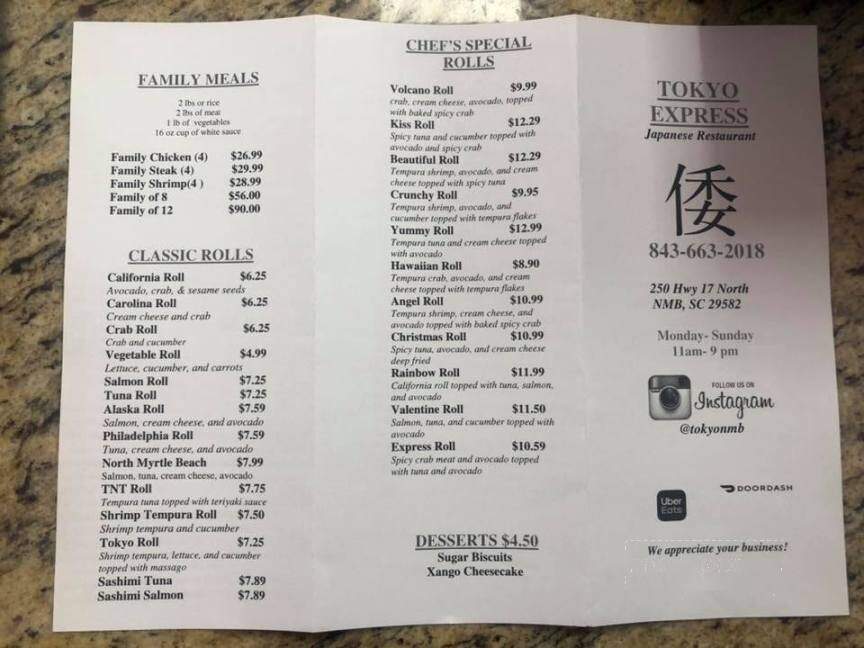 FAMILY MEALS
2 lbs or rice
2 lbs of meat
1 lb of vegetables
16 oz cup of white sauce
Family Chicken (4) $26.99
Family Steak (4) $29.99
Family Shrimp(4 ) $28.99
Family of 8 $56.00
Family of 12 $90.00
CLASSIC ROLLS
California Roll $6.25
Avocado, crab, & sesame seeds
Carolina Roll $6.25
Cream cheese and crab
Crab Roll $6.25
Crab and cucumber
Vegetable Roll $4.99
Lettuce, cucumber, and carrots
Salmon Roll $7.25
Tuna Roll $7.25
Alaska Roll $7.59
Salmon, cream cheese, and avocado
Philadelphia Roll $7.59
Tuna, cream cheese, and avocado
North Myrtle Beach $7.99
Salmon, tuna, cream cheese, avocado
TNT Roll $7.75
Tempura tuna topped with teriyaki sauce
Shrimp Tempura Roll $7.50
Shrimp tempura and cucumber
Tokyo Roll $7.25
Shrimp tempura, lettuce, and cucumber
topped with massago
Sashimi Tuna $7.89
Sashimi Salmon $7.89
CHEF'S SPECIAL
ROLLS
Volcano Roll $9.99
crab, cream cheese, avocado, topped
with baked spicy crab
Kiss Roll $12.29
Spicy tuna and cucumber topped with
avocado and spicy crab
Beautiful Roll $12.29
Tempura shrimp, avocado, and cream
cheese topped with spicy tuna
Crunchy Roll $9.95
Tempura shrimp, avocado, and
cucumber topped with tempura flakes
Yummy Roll $12.99
Tempura tuna and cream cheese topped
with avocado
Hawaiian Roll $8.90
Tempura crab, avocado, and cream
cheese topped with tempura flakes
Angel Roll $10.99
Tempura shrimp, cream cheese, and
avocado topped with baked spicy crab
Christmas Roll $10.99
Spicy tuna, avocado, and cream cheese
deep fried
Rainbow Roll $11.99
California roll topped with tuna, salmon,
and avocado
Valentine Roll $11.50
Salmon, tuna, and cucumber topped with
avocado
Express Roll $10.59
Spicy crab meat and avocado topped
with tuna and avocado
DESSERTS $4.50
Sugar Biscuits
Xango Cheesecake
TOKYO
EXPRESS
Japanese Restaurant
倭
843-663-2018
250 Hwy 17 North
NMB, SC 29582
Monday- Sunday
11am- 9 pm
FOLLOW US ON
Instagram
@tokyonmb
DOORDASH
Uber
Eats
We appreciate your business!